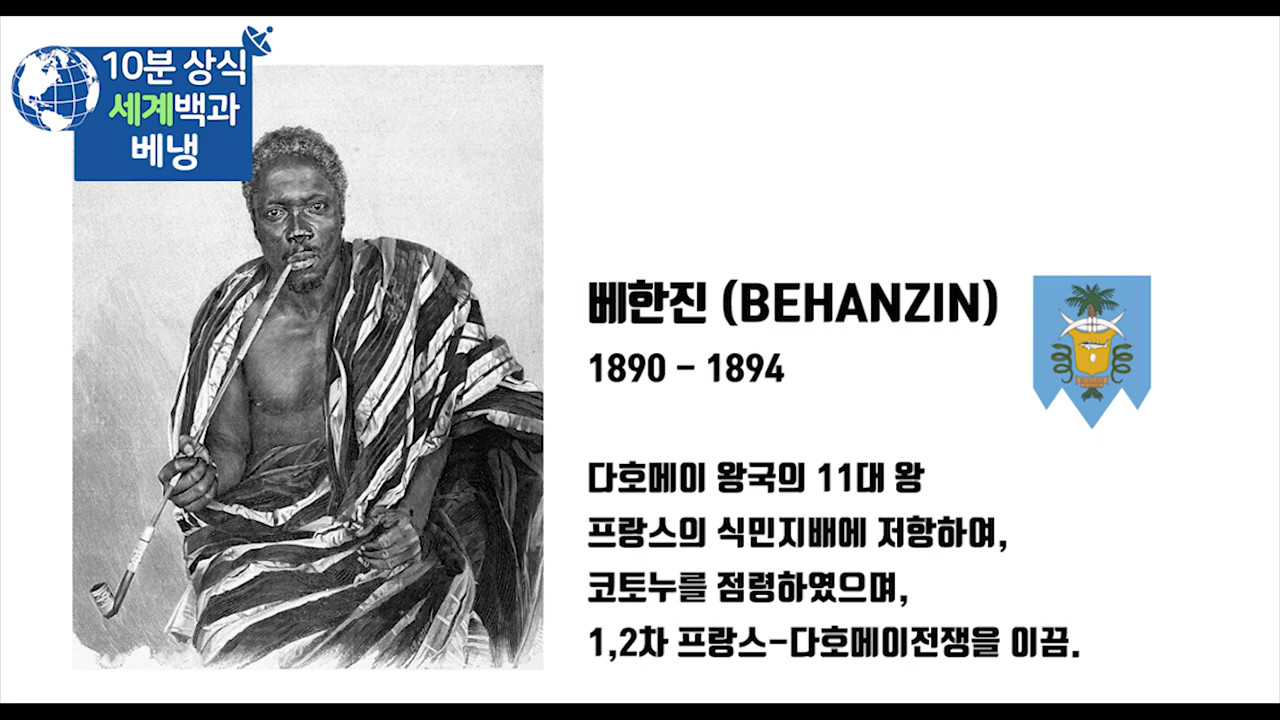 10분 상식
세계백과
베냉
베한진 (BEHANZIN)
1890 - 1894
다호메이 왕국의 11대 왕
프랑스의 식민지배에 저항하여,
코토누를 점령하였으며,
1,2차 프랑스-다호메이전쟁을 이끔.